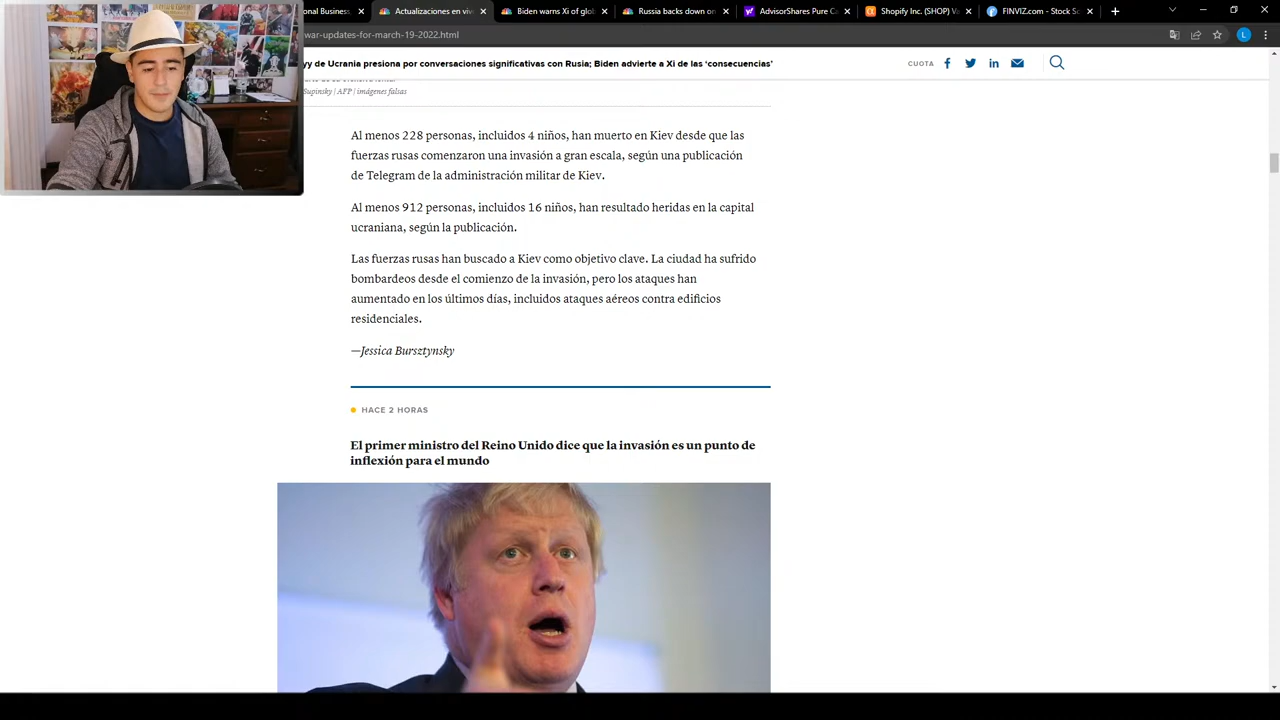 onal Business
Actualizaciones en viv
Biden warns Xi of glob
Russia backs down on
Advisorshares Pure
Shopify Inc. (SHOP) Va
FINVIZ.com - Stock Sc
war-updates-for-march-19-2022.html
L
yy de Ucrania presiona por conversaciones significativas con Rusia; Biden advierte a Xi de las ‘consecuencias’
CUOTA
Supinsky | AFP | imágenes falsas
Al menos 228 personas, incluidos 4 niños, han muerto en Kiev desde que las
fuerzas rusas comenzaron una invasión a gran escala, según una publicación
de Telegram de la administración militar de Kiev.
Al menos 912 personas, incluidos 16 niños, han resultado heridas en la capital
ucraniana, según la publicación.
Las fuerzas rusas han buscado a Kiev como objetivo clave. La ciudad ha sufrido
bombardeos desde el comienzo de la invasión, pero los ataques han
aumentado en los últimos días, incluidos ataques aéreos contra edificios
residenciales.
—Jessica Bursztynsky
HACE 2 HORAS
El primer ministro del Reino Unido dice que la invasión es un punto de
inflexión para el mundo